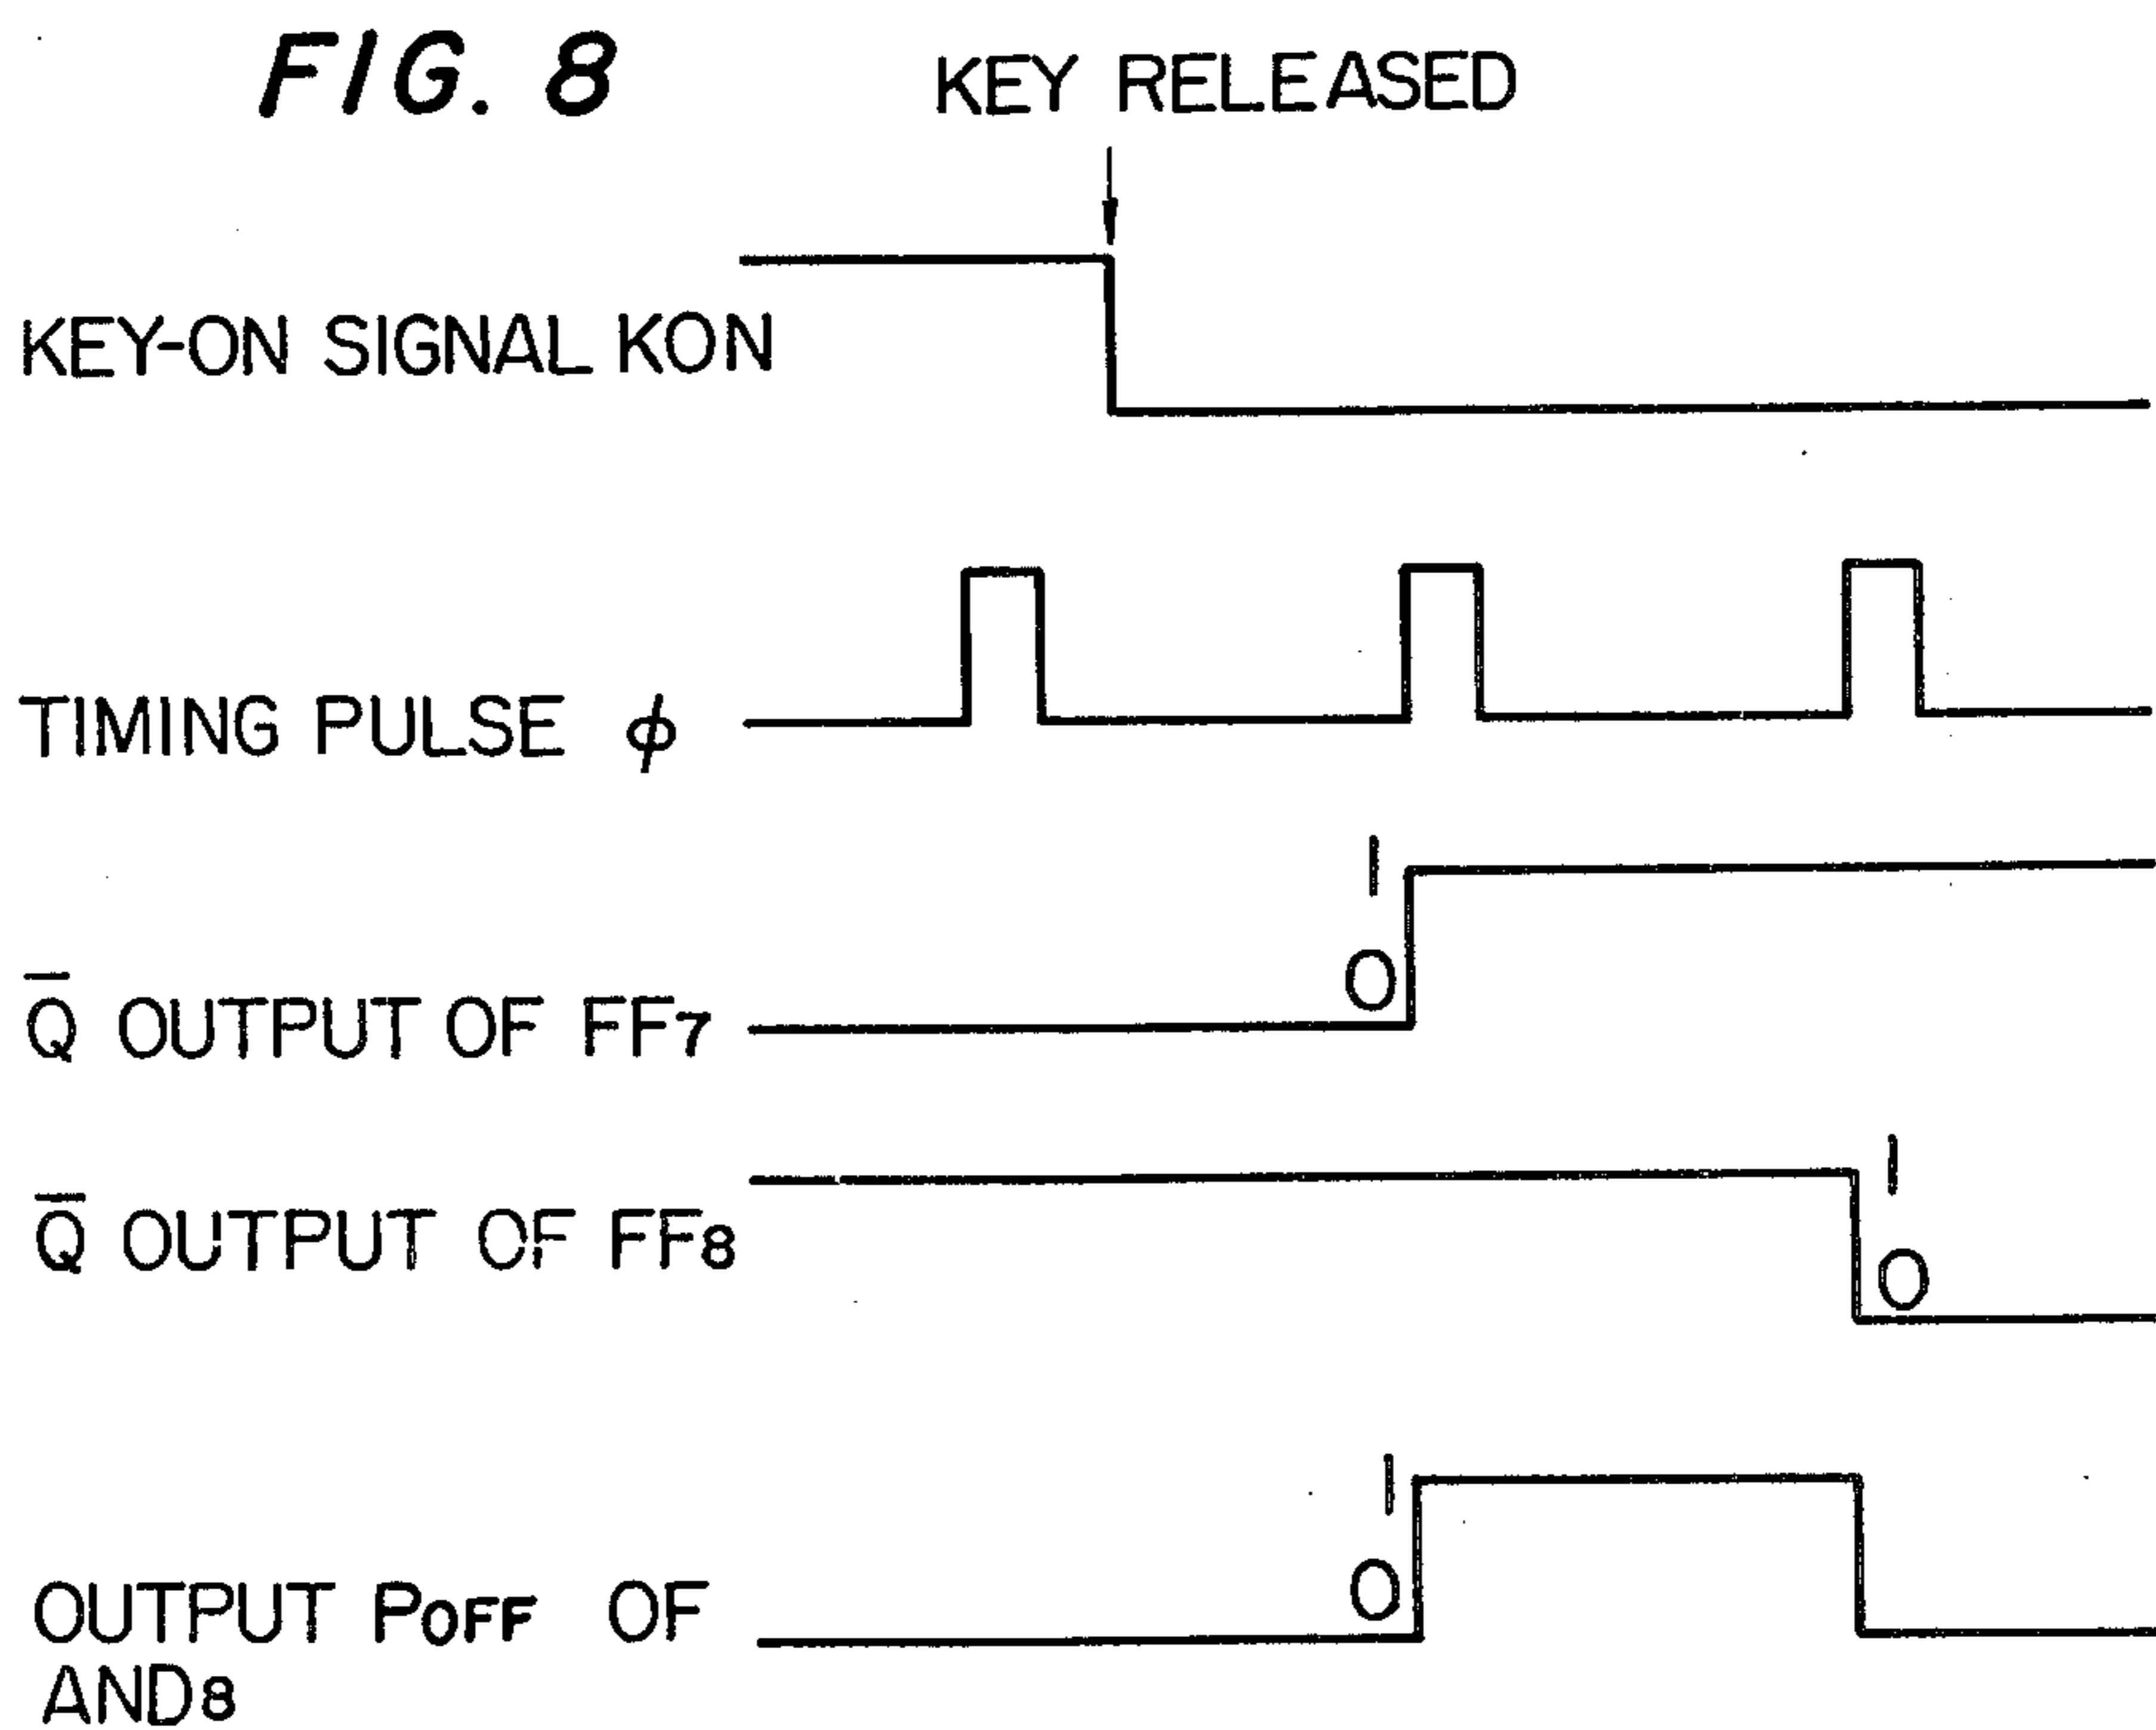 FIG. 8
KEY RELEASED
KEY-ON SIGNAL KON
TIMING PULSE ϕ
1
0
Q̅ OUTPUT OF FF7
1
Q̅ OUTPUT OF FF8
0
1
0
OUTPUT POFF OF
AND8